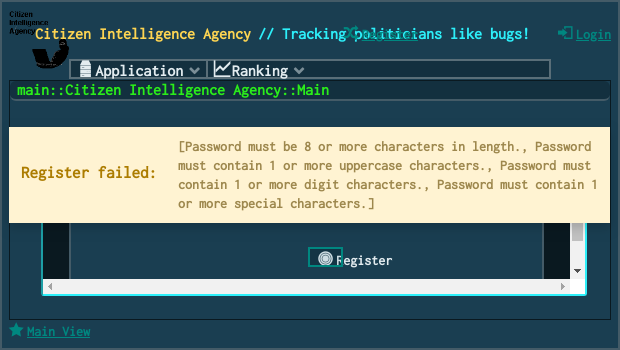 Citizen
Intelligence
Agency
Citizen Intelligence Agency // Tracking politicians like bugs!
Register
Login
Application
Ranking
main::Citizen Intelligence Agency::Main
Register failed:
[Password must be 8 or more characters in length., Password
must contain 1 or more uppercase characters., Password must
contain 1 or more digit characters., Password must contain 1
or more special characters.]
Register
Main View